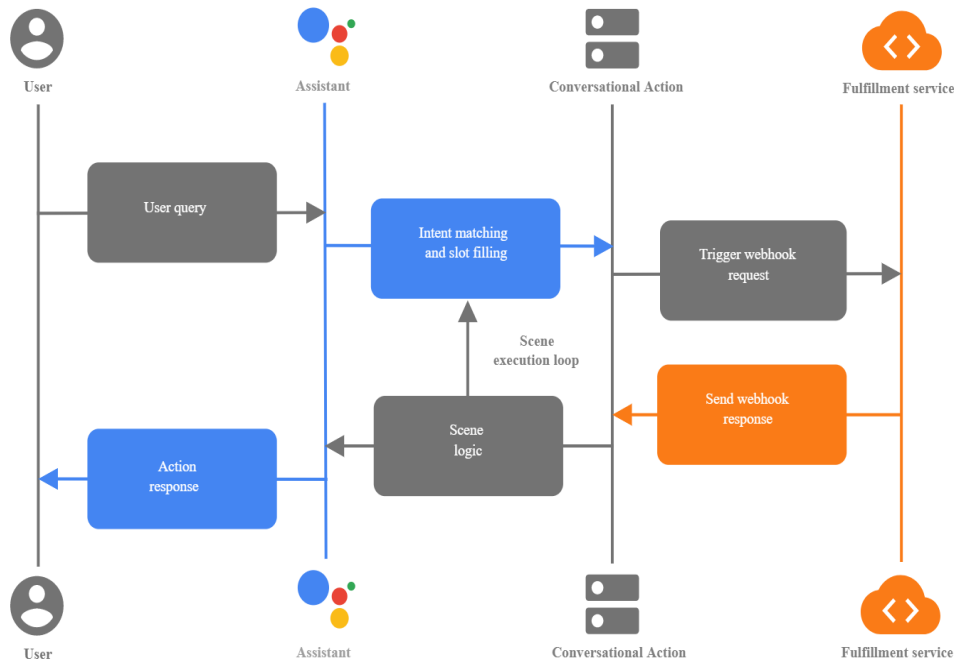 User
Assistant
Conversational Action
Fulfillment service
User query
Intent matching
and slot filling
Trigger webhook
request
Scene
execution loop
Send webhook
response
Scene
logic
Action
response
User
Assistant
Conversational Action
Fulfillment service